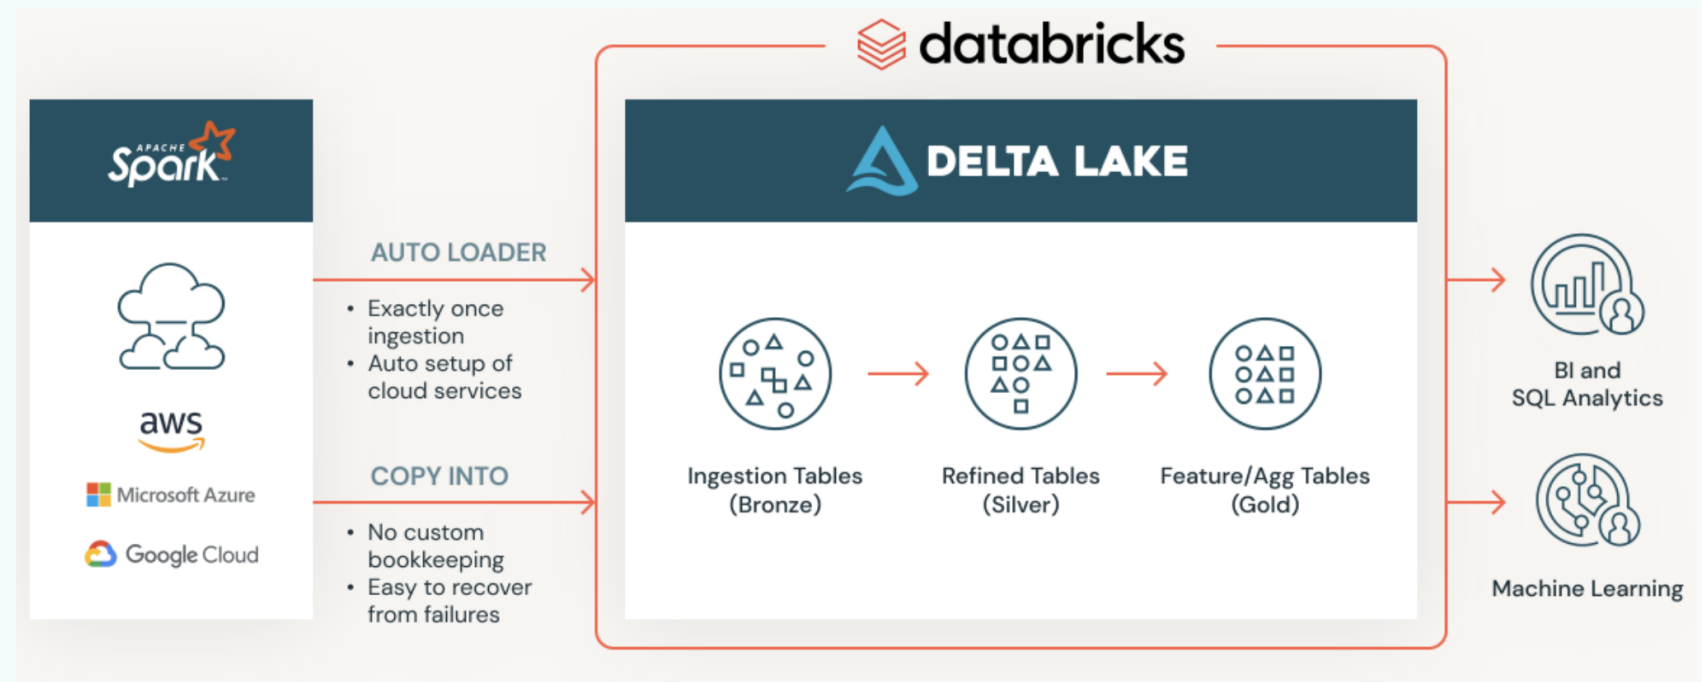 databricks
APACHE
Spark™
DELTA LAKE
AUTO LOADER
• Exactly once
ingestion
• Auto setup of
cloud services
aws
Microsoft Azure
Google Cloud
COPY INTO
• No custom
bookkeeping
• Easy to recover
from failures
Ingestion Tables
(Bronze)
Refined Tables
(Silver)
Feature/Agg Tables
(Gold)
BI and
SQL Analytics
Machine Learning